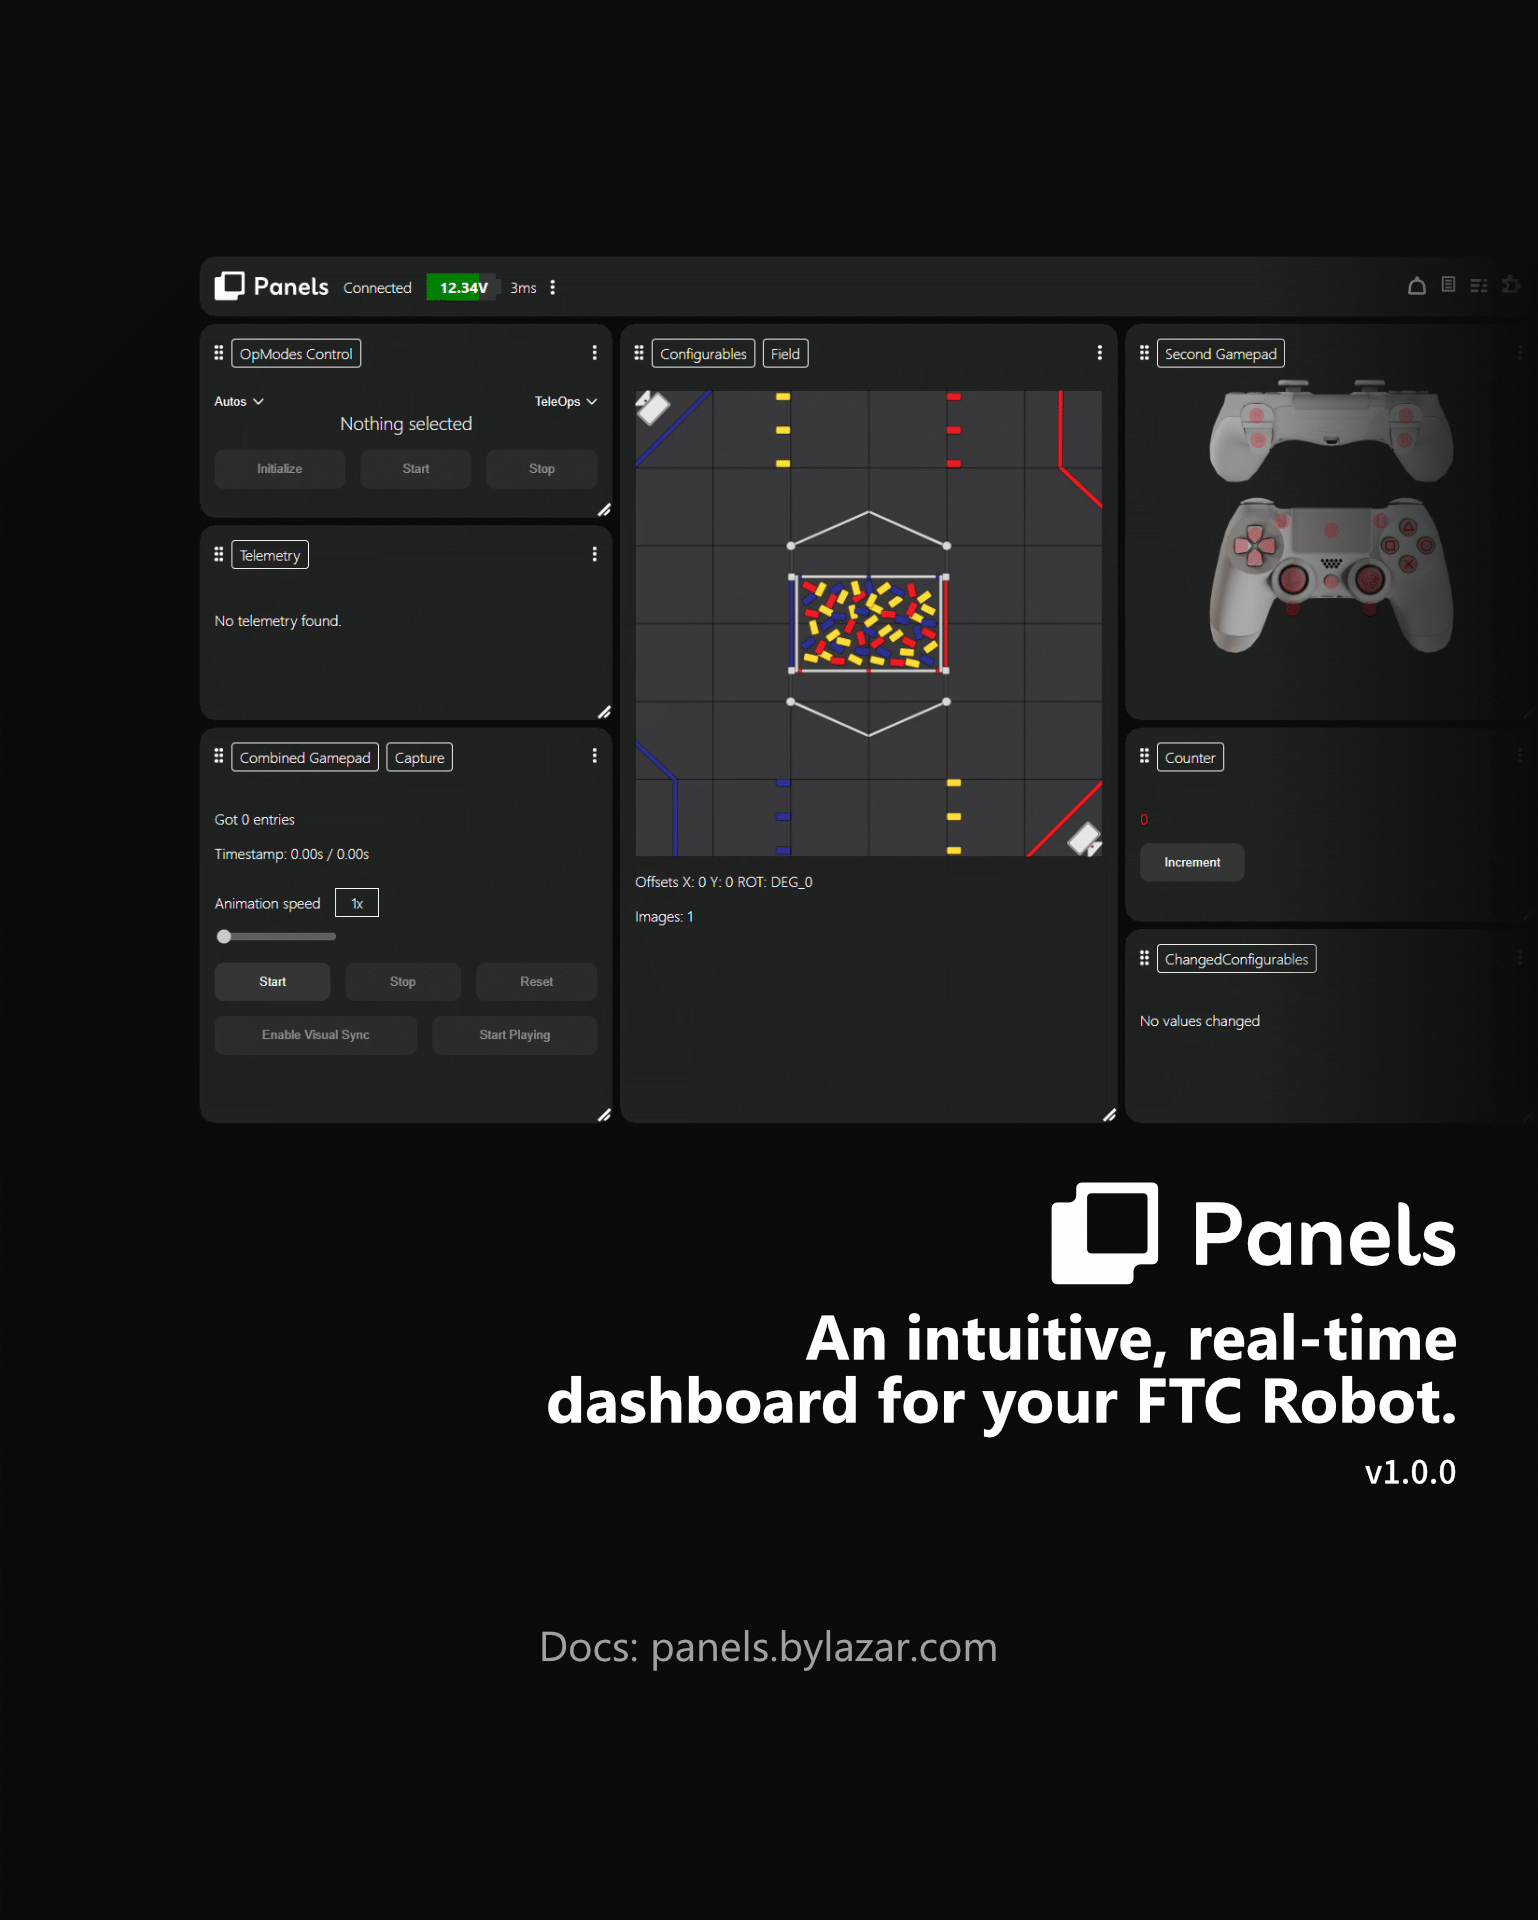 Panels Connected 12.34V 3ms
OpModes Control
Autos TeleOps
Nothing selected
Initialize Start Stop
Telemetry
No telemetry found.
Combined Gamepad Capture
Got 0 entries
Timestamp: 0.00s / 0.00s
Animation speed 1x
Start Stop Reset
Enable Visual Sync Start Playing
Configurables Field
Offsets X: 0 Y: 0 ROT: DEG_0
Images: 1
Second Gamepad
Counter
0
Increment
ChangedConfigurables
No values changed
Panels
An intuitive, real-time
dashboard for your FTC Robot.
v1.0.0
Docs: panels.bylazar.com